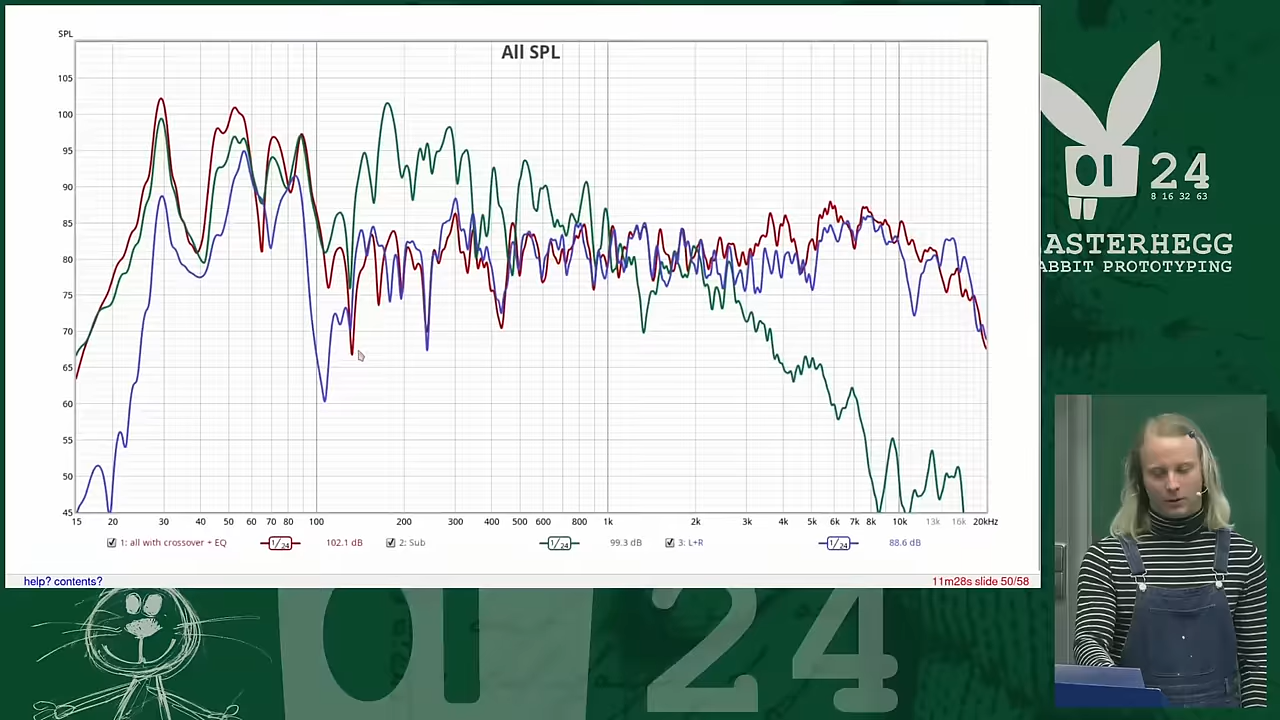 SPL
All SPL
105
100
95
90
85
80
75
70
65
60
55
50
45
15 20 30 40 50 60 70 80 100 200 300 400 500 600 800 1k 2k 3k 4k 5k 6k 7k 8k 10k 13k 16k 20kHz
1: all with crossover + EQ 1/24 102.1 dB 2: Sub 1/24 99.3 dB 3: L+R 1/24 88.6 dB
help? contents? 11m28s slide 50/58
24
8 16 32 63
ASTERHEGG
ABBIT PROTOTYPING
24